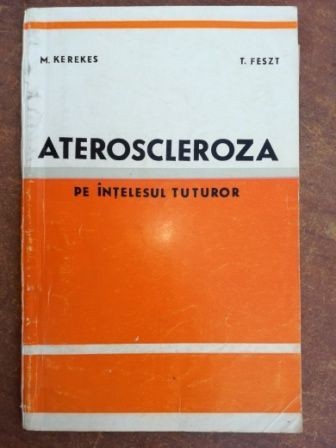 M. KEREKES T. FESZT
ATEROSCLEROZA
PE ÎNȚELESUL TUTUROR